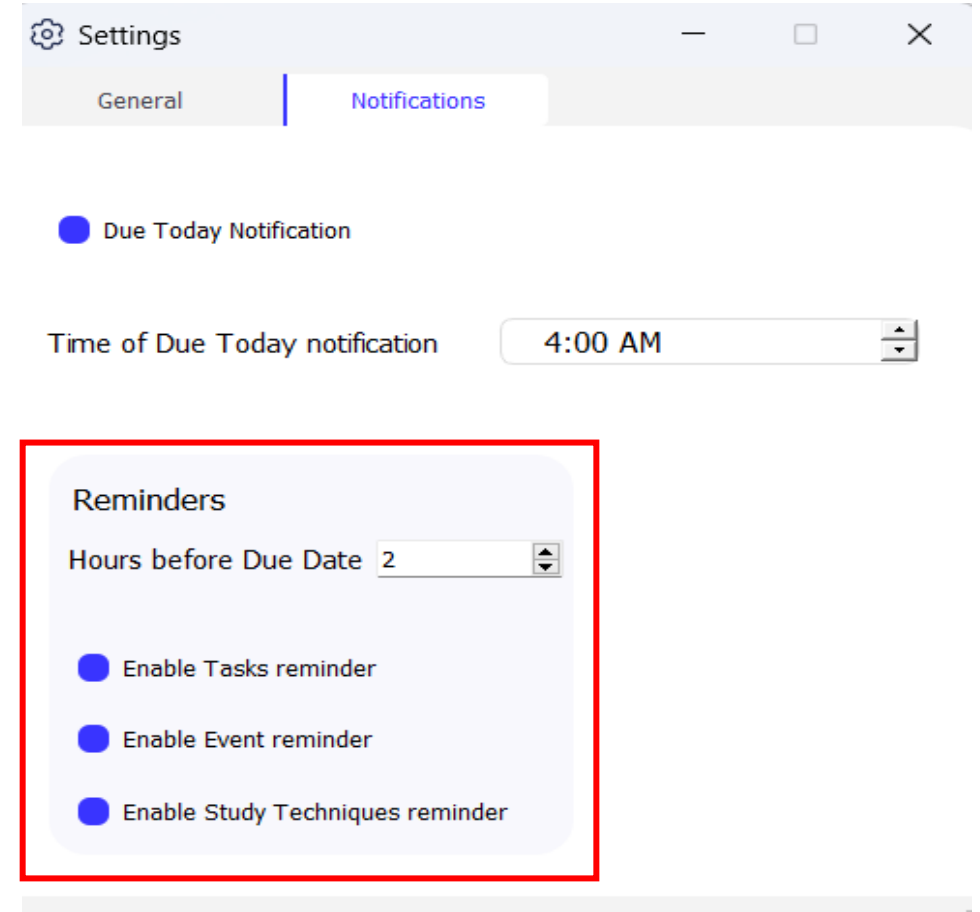 Settings
General
Notifications
Due Today Notification
Time of Due Today notification 4:00 AM
Reminders
Hours before Due Date 2
Enable Tasks reminder
Enable Event reminder
Enable Study Techniques reminder